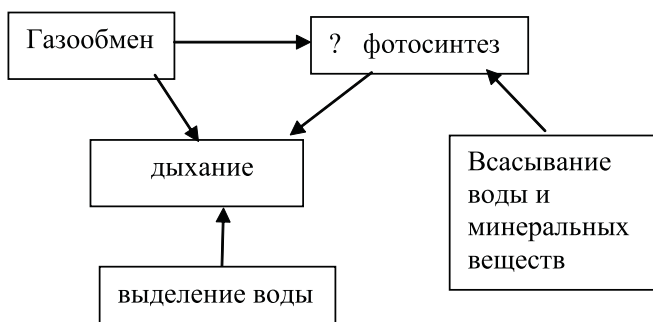 Газообмен
? фотосинтез
дыхание
Всасывание
воды и
минеральных
веществ
выделение воды